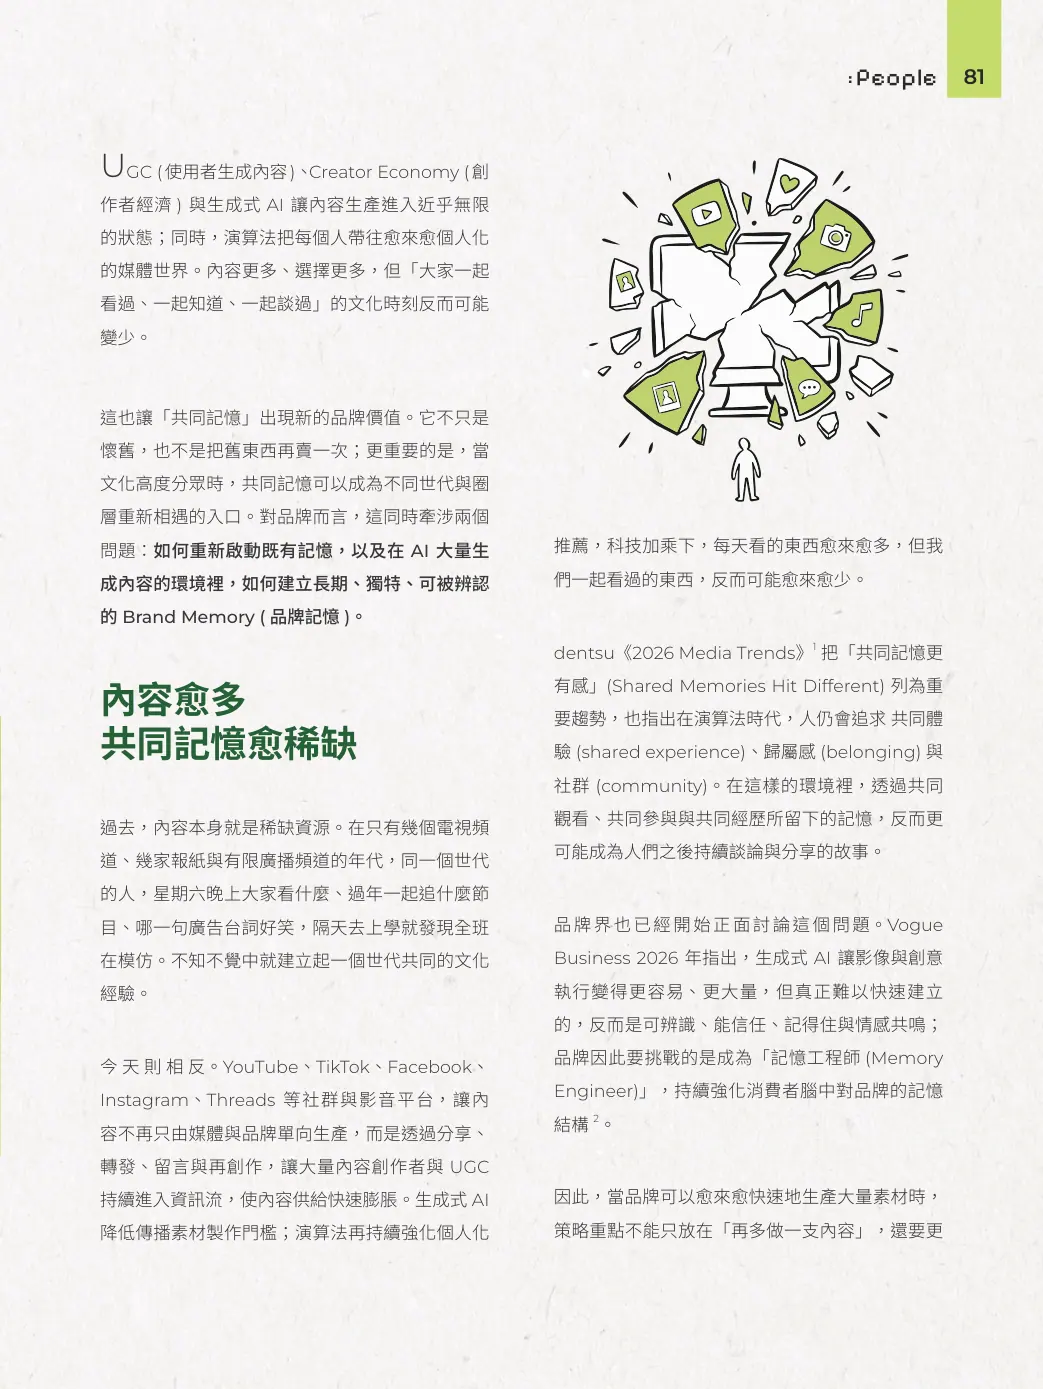 :People 81
UGC (使用者生成內容)、Creator Economy (創
作者經濟 ) 與生成式 AI 讓內容生產進入近乎無限
的狀態；同時，演算法把每個人帶往愈來愈個人化
的媒體世界。內容更多、選擇更多，但「大家一起
看過、一起知道、一起談過」的文化時刻反而可能
變少。
這也讓「共同記憶」出現新的品牌價值。它不只是
懷舊，也不是把舊東西再賣一次；更重要的是，當
文化高度分眾時，共同記憶可以成為不同世代與圈
層重新相遇的入口。對品牌而言，這同時牽涉兩個
問題：如何重新啟動既有記憶，以及在 AI 大量生
成內容的環境裡，如何建立長期、獨特、可被辨認
的 Brand Memory ( 品牌記憶 )。
內容愈多
共同記憶愈稀缺
過去，內容本身就是稀缺資源。在只有幾個電視頻
道、幾家報紙與有限廣播頻道的年代，同一個世代
的人，星期六晚上大家看什麼、過年一起追什麼節
目、哪一句廣告台詞好笑，隔天去上學就發現全班
在模仿。不知不覺中就建立起一個世代共同的文化
經驗。
今天則相反。YouTube、TikTok、Facebook、
Instagram、Threads 等社群與影音平台，讓內
容不再只由媒體與品牌單向生產，而是透過分享、
轉發、留言與再創作，讓大量內容創作者與 UGC
持續進入資訊流，使內容供給快速膨脹。生成式 AI
降低傳播素材製作門檻；演算法再持續強化個人化
推薦，科技加乘下，每天看的東西愈來愈多，但我
們一起看過的東西，反而可能愈來愈少。
dentsu《2026 Media Trends》1 把「共同記憶更
有感」(Shared Memories Hit Different) 列為重
要趨勢，也指出在演算法時代，人仍會追求 共同體
驗 (shared experience)、歸屬感 (belonging) 與
社群 (community)。在這樣的環境裡，透過共同
觀看、共同參與與共同經歷所留下的記憶，反而更
可能成為人們之後持續談論與分享的故事。
品牌界也已經開始正面討論這個問題。Vogue
Business 2026 年指出，生成式 AI 讓影像與創意
執行變得更容易、更大量，但真正難以快速建立
的，反而是可辨識、能信任、記得住與情感共鳴；
品牌因此要挑戰的是成為「記憶工程師 (Memory
Engineer)」，持續強化消費者腦中對品牌的記憶
結構 2。
因此，當品牌可以愈來愈快速地生產大量素材時，
策略重點不能只放在「再多做一支內容」，還要更